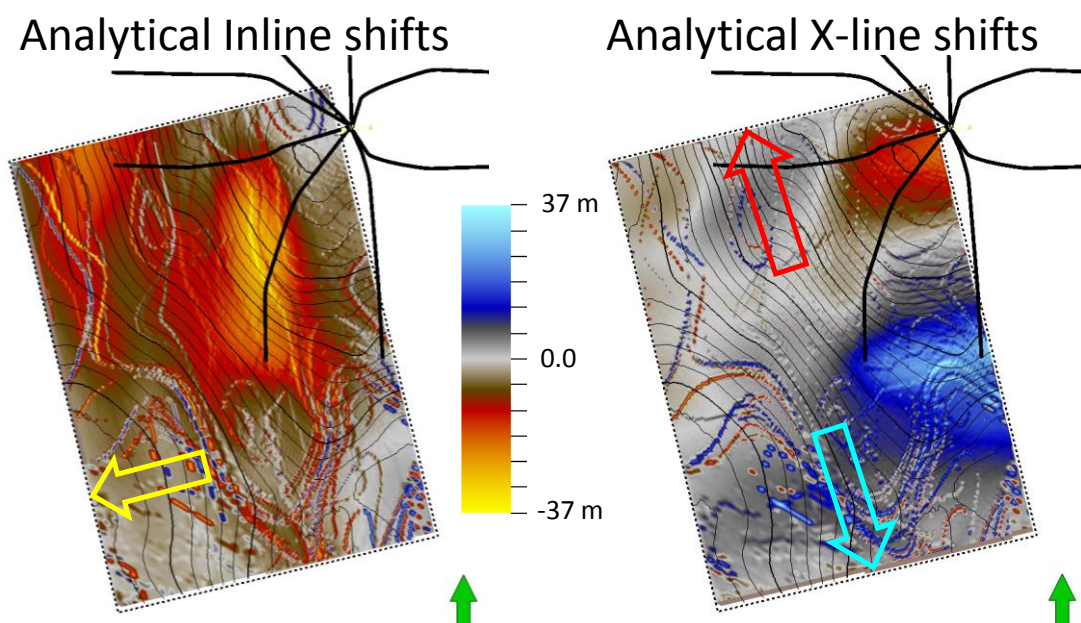 Analytical Inline shifts
Analytical X-line shifts
37 m
0.0
-37 m